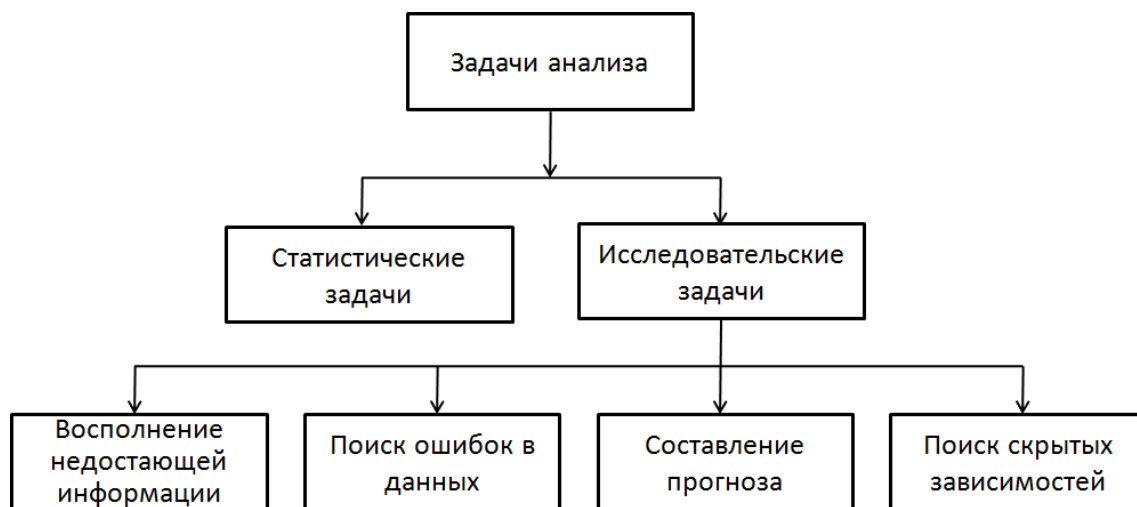 Задачи анализа
Статистические
задачи
Исследовательские
задачи
Восполнение
недостающей
информации
Поиск ошибок в
данных
Составление
прогноза
Поиск скрытых
зависимостей